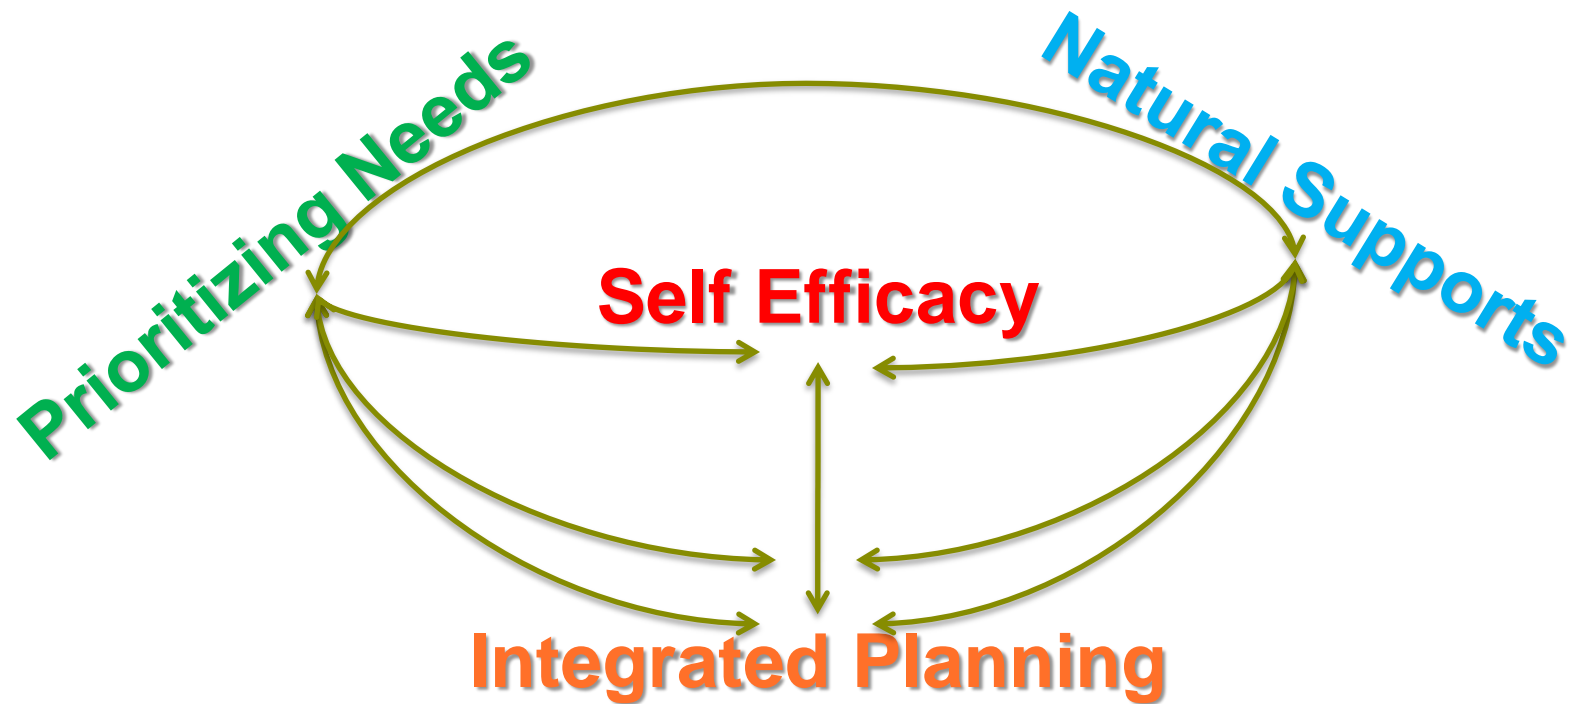 Prioritizing Needs
Natural Supports
Self Efficacy
Integrated Planning